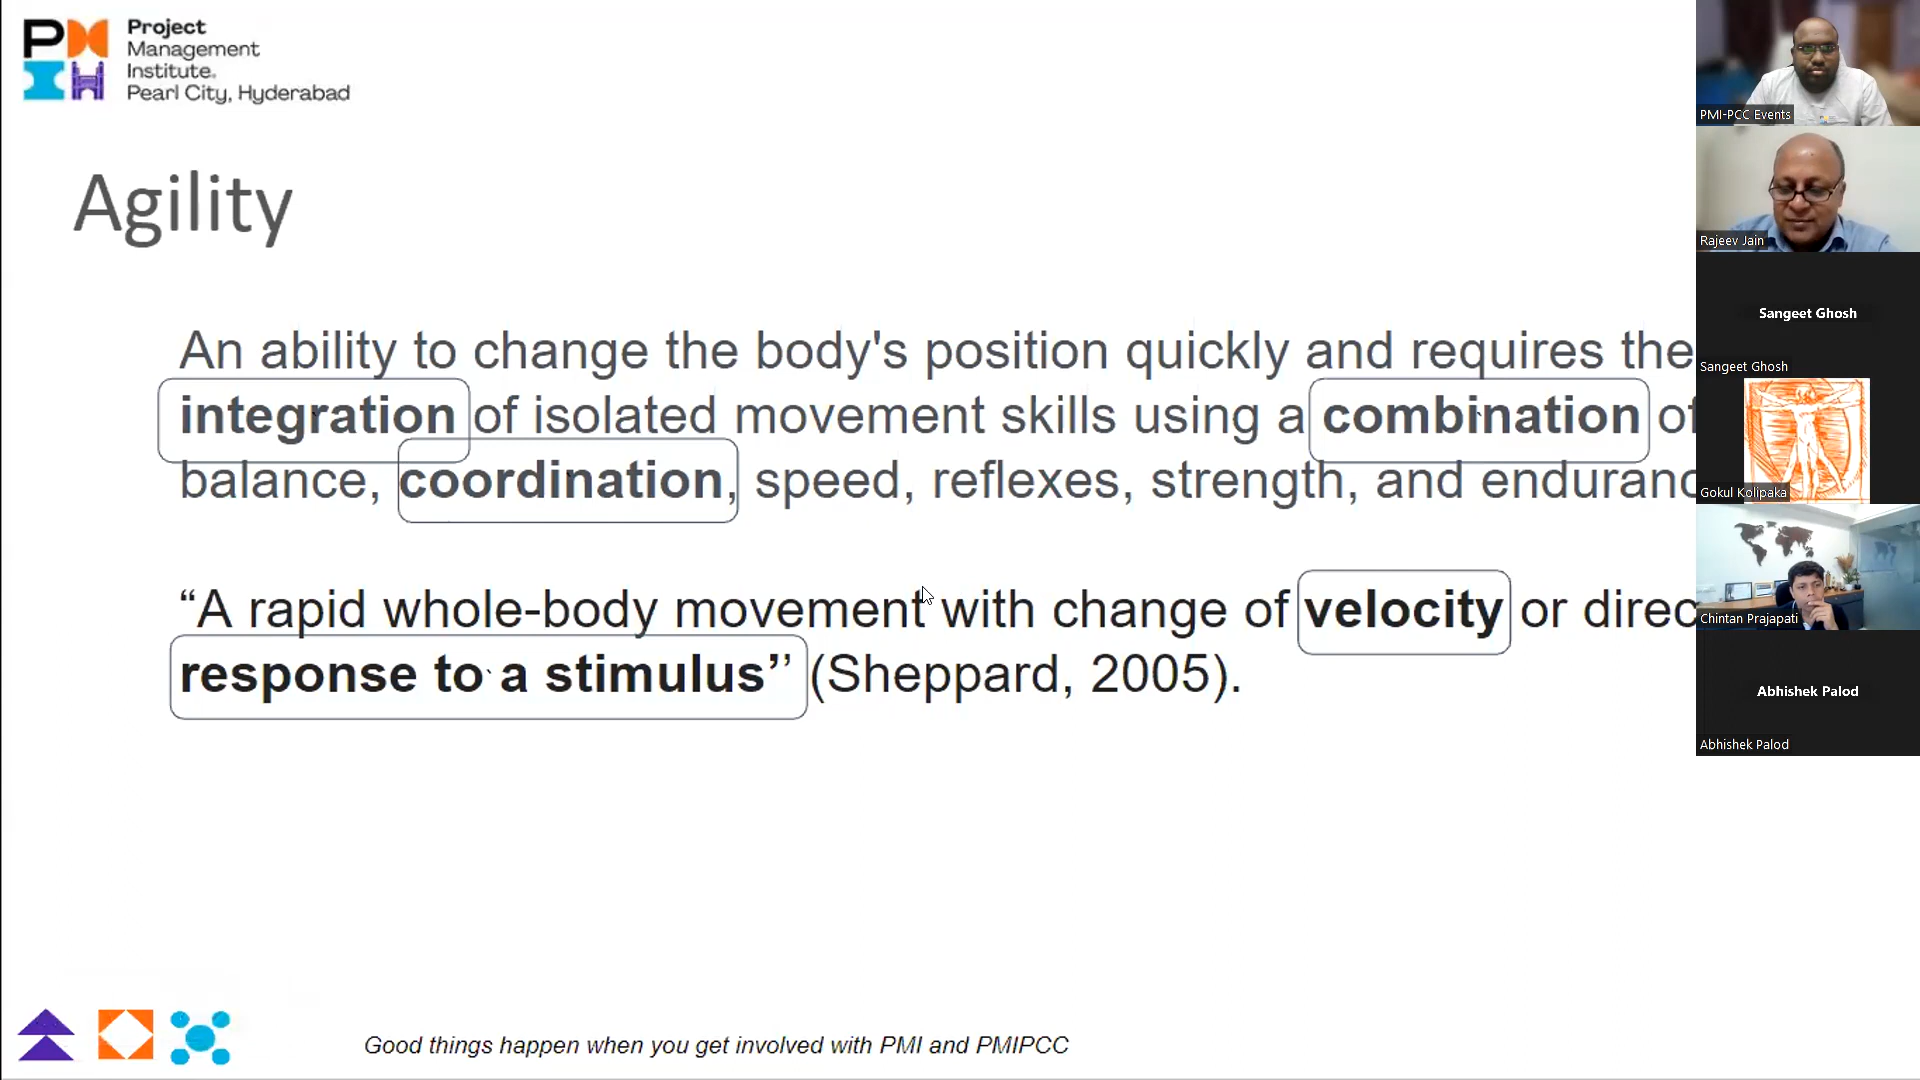 Project
Management
Institute.
Pearl City, Hyderabad
Agility
An ability to change the body's position quickly and requires the
integration of isolated movement skills using a combination of
balance, coordination, speed, reflexes, strength, and
“A rapid whole-body movement with change of velocity or
response to a stimulus’’ (Sheppard, 2005).
Good things happen when you get involved with PMI and PMIPCC
PMI-PCC Events
Rajeev Jain
Sangeet Ghosh
Sangeet Ghosh
Gokul Kolipaka
Chintan Prajapati
Abhishek Palod
Abhishek Palod